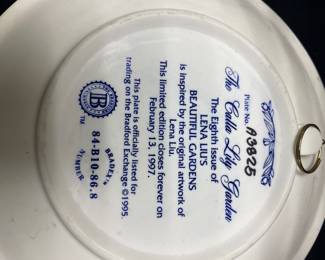 The Calla Lily Garden
Plate No. A3825
The Eighth issue of
LENA LIU'S
BEAUTIFUL GARDENS
is inspired by the original artwork of
Lena Liu.
This limited edition closes forever on
February 13, 1997.
This plate is officially listed for
trading on the Bradford Exchange ©1995.
B
TM
BRADEX
84-B10-86.8
NUMBER